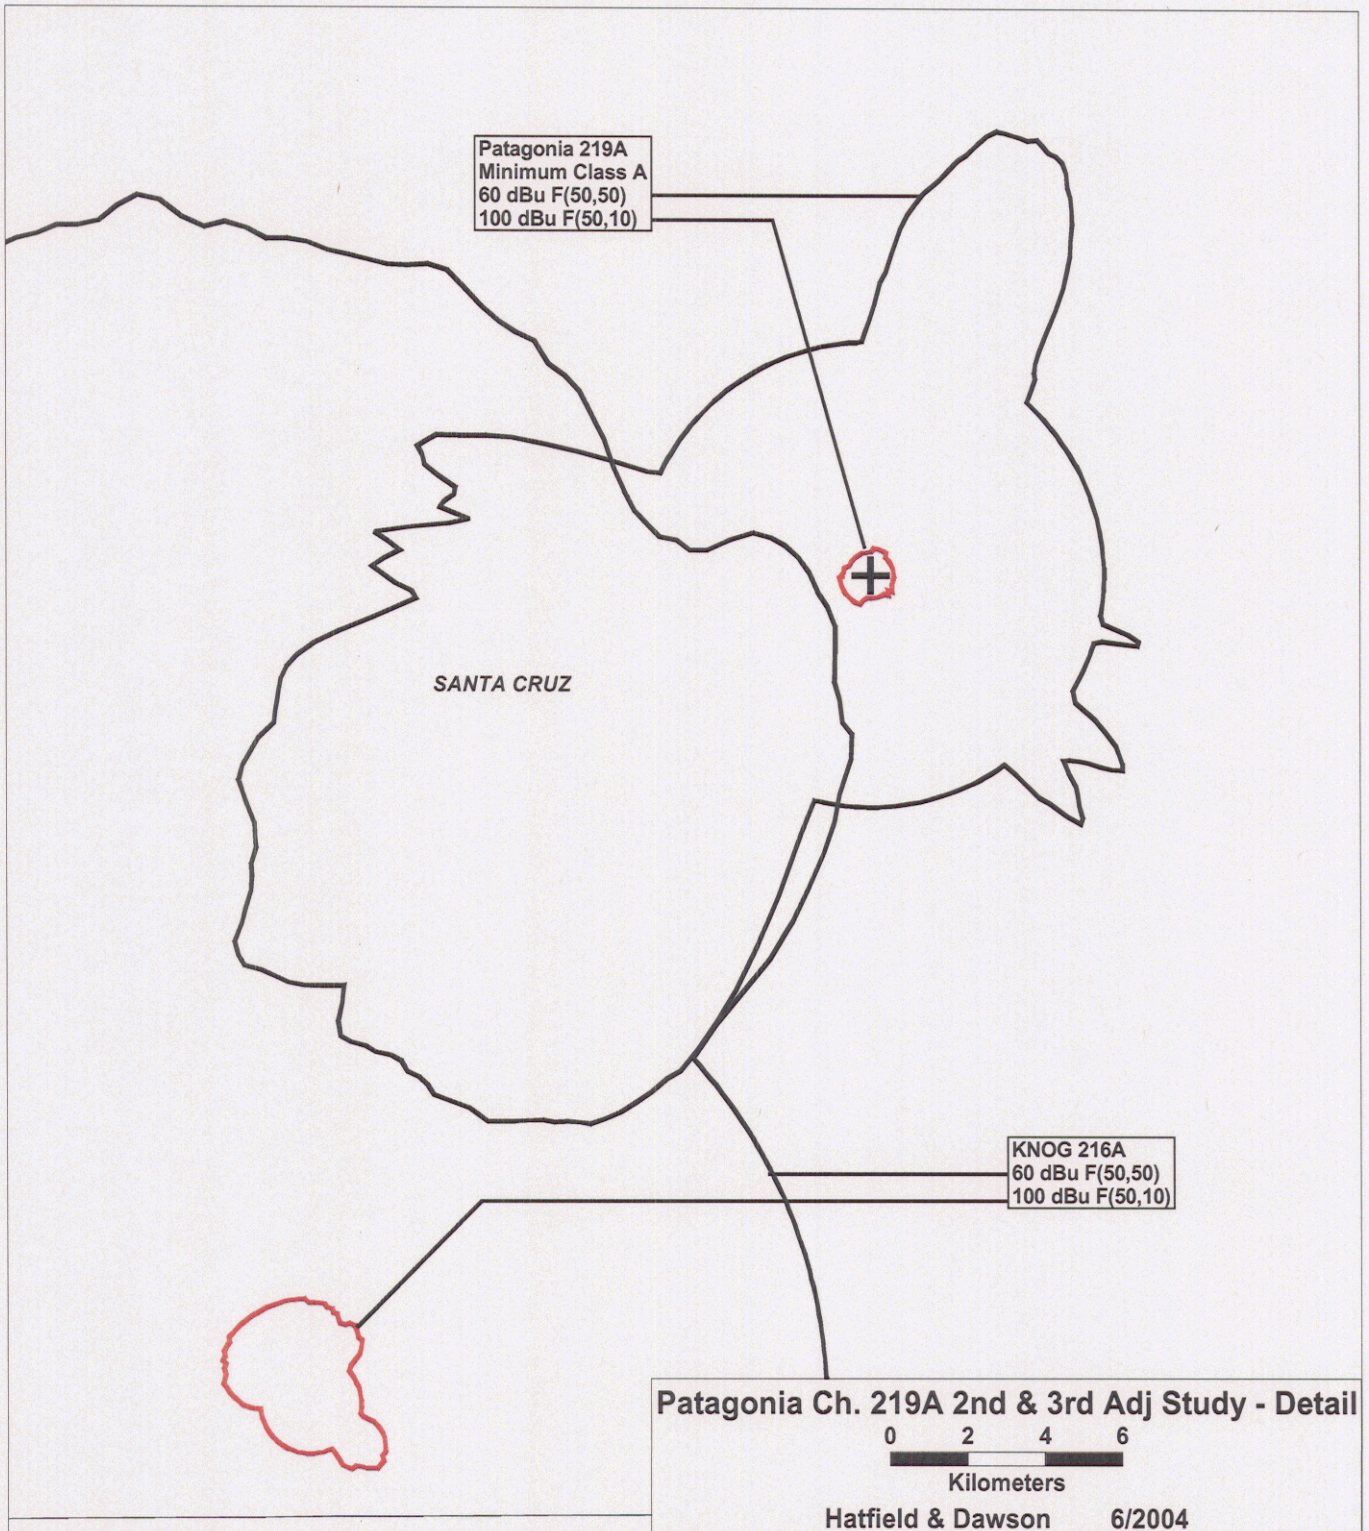 Patagonia 219A
Minimum Class A
60 dBu F(50,50)
100 dBu F(50,10)
SANTA CRUZ
KNOG 216A
60 dBu F(50,50)
100 dBu F(50,10)
Patagonia Ch. 219A 2nd & 3rd Adj Study - Detail
0 2 4 6
Kilometers
Hatfield & Dawson 6/2004